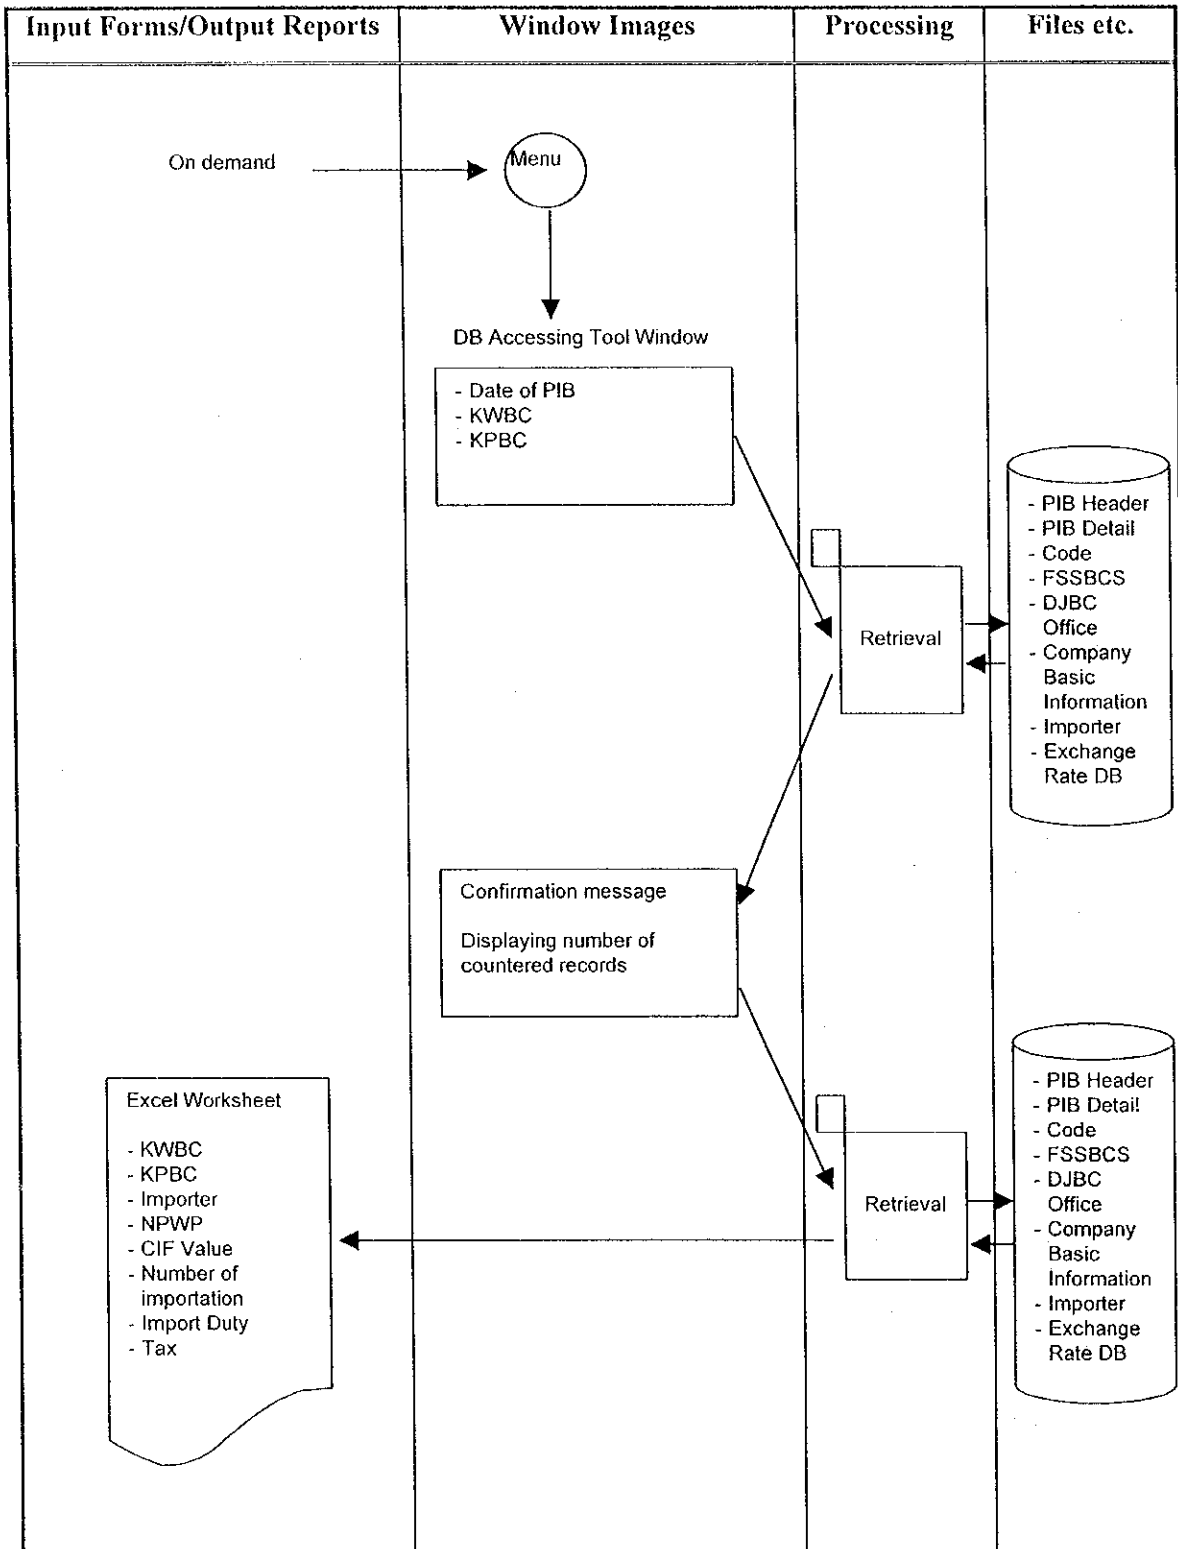 Input Forms/Output Reports
Window Images
Processing
Files etc.
On demand
Menu
DB Accessing Tool Window
- Date of PIB
- KWBC
- KPBC
- PIB Header
- PIB Detail
- Code
- FSSBCS
- DJBC
Office
- Company
Basic
Information
- Importer
- Exchange
Rate DB
Retrieval
Confirmation message
Displaying number of
countered records
Excel Worksheet
- KWBC
- KPBC
- Importer
- NPWP
- CIF Value
- Number of
importation
- Import Duty
- Tax
Retrieval
- PIB Header
- PIB Detail
- Code
- FSSBCS
- DJBC
Office
- Company
Basic
Information
- Importer
- Exchange
Rate DB